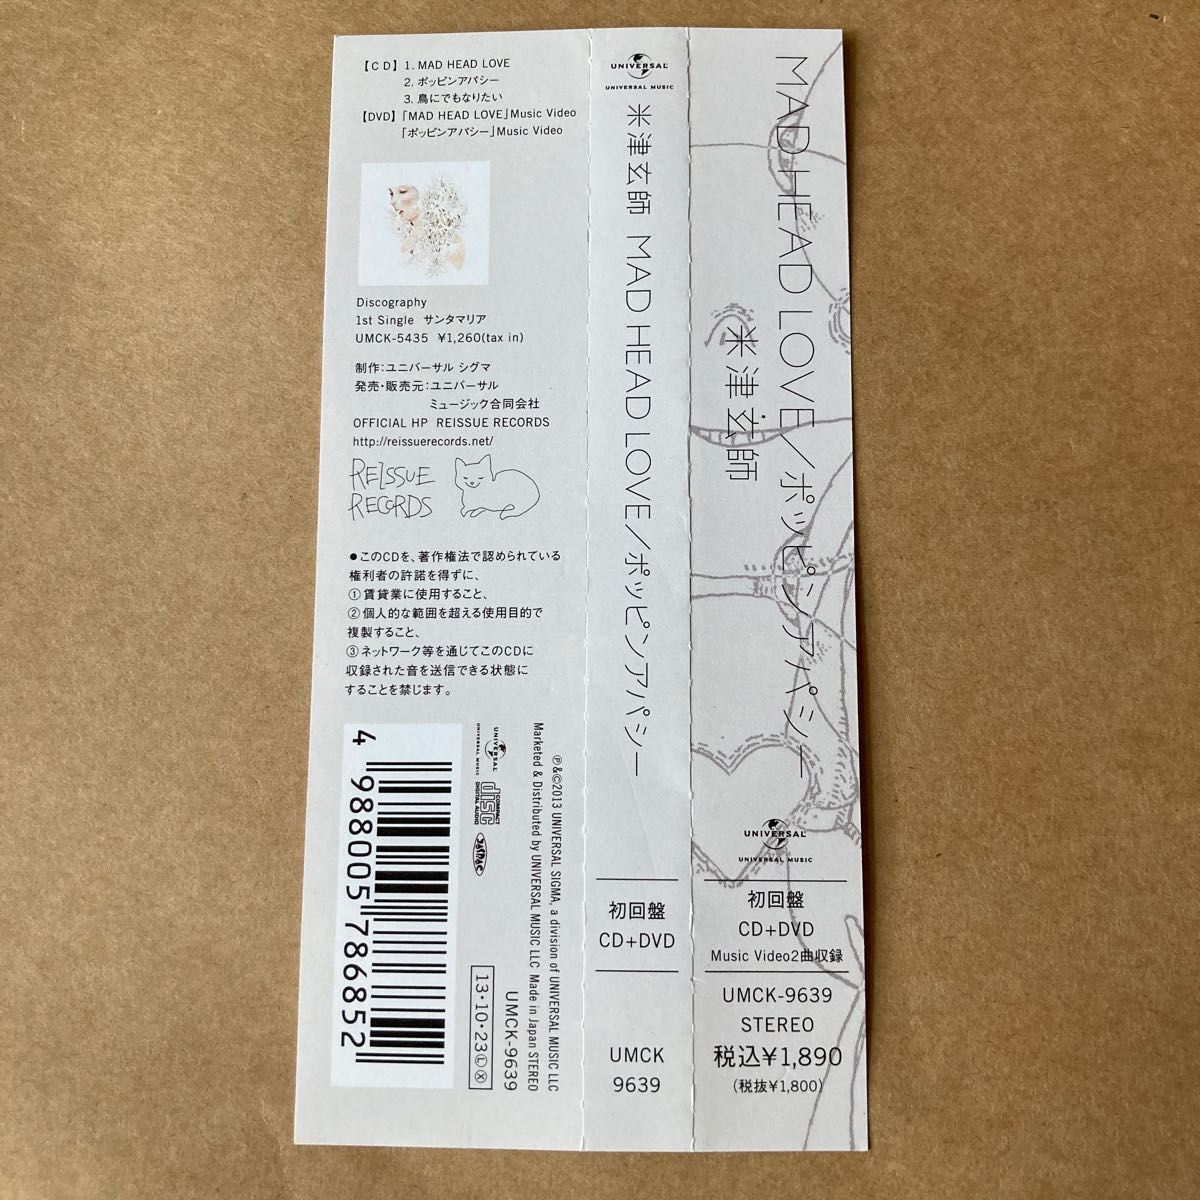 【CD】 1. MAD HEAD LOVE
2. ポッピンアパシー
3. 鳥にでもなりたい
【DVD】「MAD HEAD LOVE」Music Video
「ポッピンアパシー」Music Video
Discography
1st Single サンタマリア
UMCK-5435 ¥1,260(tax in)
制作：ユニバーサル シグマ
発売・販売元：ユニバーサル
ミュージック合同会社
OFFICIAL HP REISSUE RECORDS
http://reissuerecords.net/
REISSUE
RECORDS
●このCDを、著作権法で認められている
権利者の許諾を得ずに、
①賃貸業に使用すること、
②個人的な範囲を超える使用目的で
複製すること、
③ネットワーク等を通じてこのCDに
収録された音を送信できる状態に
することを禁じます。
4 988005 786852
UNIVERSAL
UNIVERSAL MUSIC
COMPACT
disc
DIGITAL AUDIO
JASRAC
Ⓟ&©2013 UNIVERSAL SIGMA, a division of UNIVERSAL MUSIC LLC
Marketed & Distributed by UNIVERSAL MUSIC LLC Made in Japan STEREO
UMCK-9639
13・10・23ⓁⓍ
UNIVERSAL
UNIVERSAL MUSIC
米津玄師 MAD HEAD LOVE／ポッピンアパシー
初回盤
CD+DVD
UMCK
9639
MAD HEAD LOVE／ポッピンアパシー
米津玄師
UNIVERSAL
UNIVERSAL MUSIC
初回盤
CD+DVD
Music Video2曲収録
UMCK-9639
STEREO
税込¥1,890
(税抜¥1,800)